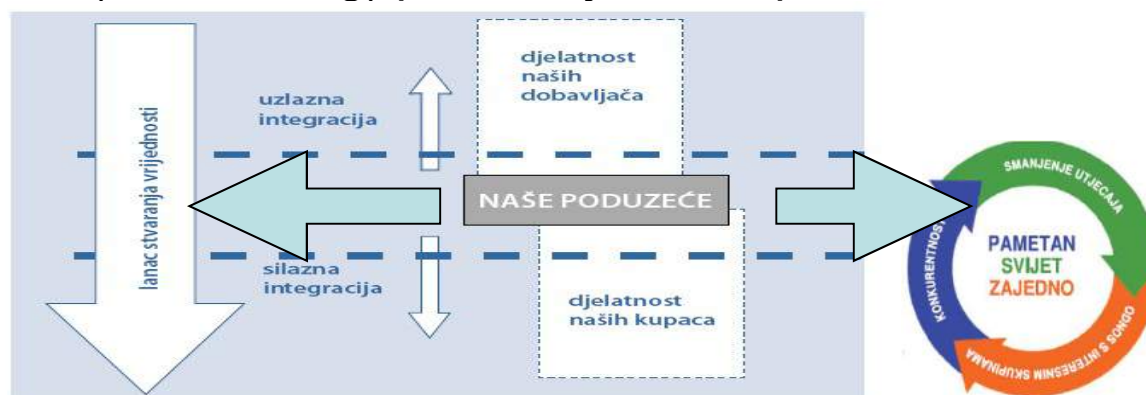 lanac stvaranja vrijednosti
uzlazna
integracija
djelatnost
naših
dobavljača
NAŠE PODUZEĆE
silazna
integracija
djelatnost
naših kupaca
SMANJENJE UTJECAJA
KONKURENTNOST
PAMETAN
SVIJET
ZAJEDNO
ODNOS S INTERESNIM SKUPINAMA